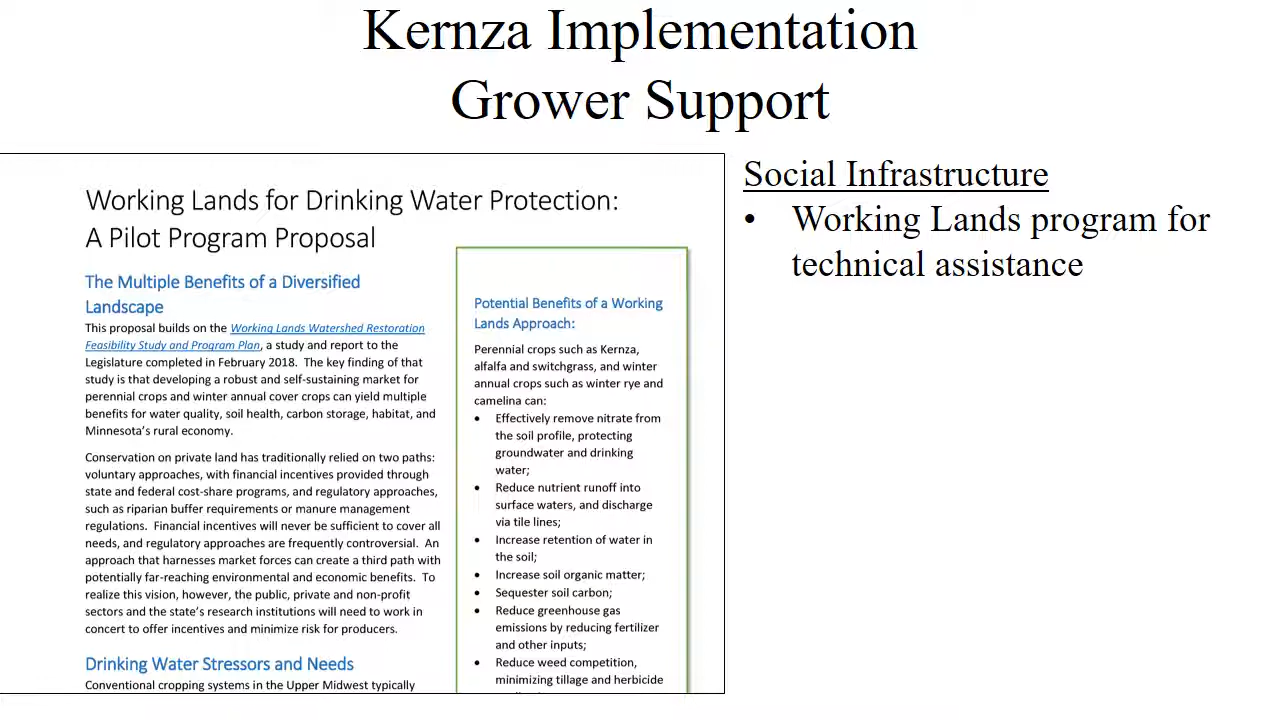 Kernza Implementation
Grower Support
Working Lands for Drinking Water Protection:
A Pilot Program Proposal
The Multiple Benefits of a Diversified
Landscape
This proposal builds on the Working Lands Watershed Restoration
Feasibility Study and Program Plan, a study and report to the
Legislature completed in February 2018. The key finding of that
study is that developing a robust and self-sustaining market for
perennial crops and winter annual cover crops can yield multiple
benefits for water quality, soil health, carbon storage, habitat, and
Minnesota's rural economy.
Conservation on private land has traditionally relied on two paths:
voluntary approaches, with financial incentives provided through
state and federal cost-share programs, and regulatory approaches,
such as riparian buffer requirements or manure management
regulations. Financial incentives will never be sufficient to cover all
needs, and regulatory approaches are frequently controversial. An
approach that harnesses market forces can create a third path with
potentially far-reaching environmental and economic benefits. To
realize this vision, however, the public, private and non-profit
sectors and the state's research institutions will need to work in
concert to offer incentives and minimize risk for producers.
Drinking Water Stressors and Needs
Conventional cropping systems in the Upper Midwest typically
Potential Benefits of a Working
Lands Approach:
Perennial crops such as Kernza,
alfalfa and switchgrass, and winter
annual crops such as winter rye and
camelina can:
• Effectively remove nitrate from
the soil profile, protecting
groundwater and drinking
water;
• Reduce nutrient runoff into
surface waters, and discharge
via tile lines;
• Increase retention of water in
the soil;
• Increase soil organic matter;
• Sequester soil carbon;
• Reduce greenhouse gas
emissions by reducing fertilizer
and other inputs;
• Reduce weed competition,
minimizing tillage and herbicide
Social Infrastructure
• Working Lands program for
technical assistance